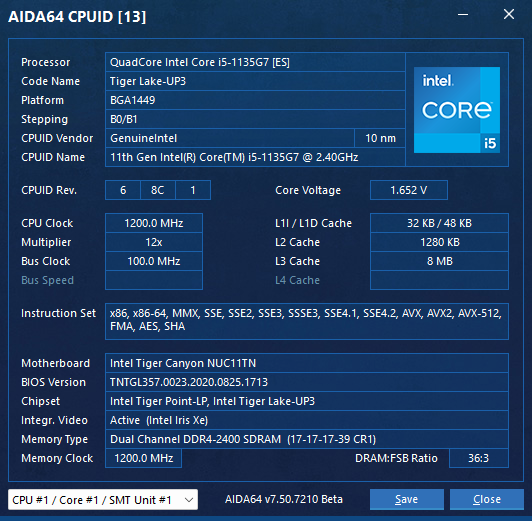 AIDA64 CPUID [13]
Processor QuadCore Intel Core i5-1135G7 [ES]
Code Name Tiger Lake-UP3
Platform BGA1449
Stepping B0/B1
CPUID Vendor GenuineIntel 10 nm
CPUID Name 11th Gen Intel(R) Core(TM) i5-1135G7 @ 2.40GHz
intel.
CORE
i5
CPUID Rev. 6 8C 1 Core Voltage 1.652 V
CPU Clock 1200.0 MHz L1I / L1D Cache 32 KB / 48 KB
Multiplier 12x L2 Cache 1280 KB
Bus Clock 100.0 MHz L3 Cache 8 MB
Bus Speed L4 Cache
Instruction Set x86, x86-64, MMX, SSE, SSE2, SSE3, SSSE3, SSE4.1, SSE4.2, AVX, AVX2, AVX-512,
FMA, AES, SHA
Motherboard Intel Tiger Canyon NUC11TN
BIOS Version TNTGL357.0023.2020.0825.1713
Chipset Intel Tiger Point-LP, Intel Tiger Lake-UP3
Integr. Video Active (Intel Iris Xe)
Memory Type Dual Channel DDR4-2400 SDRAM (17-17-17-39 CR1)
Memory Clock 1200.0 MHz DRAM:FSB Ratio 36:3
CPU #1 / Core #1 / SMT Unit #1 AIDA64 v7.50.7210 Beta Save Close